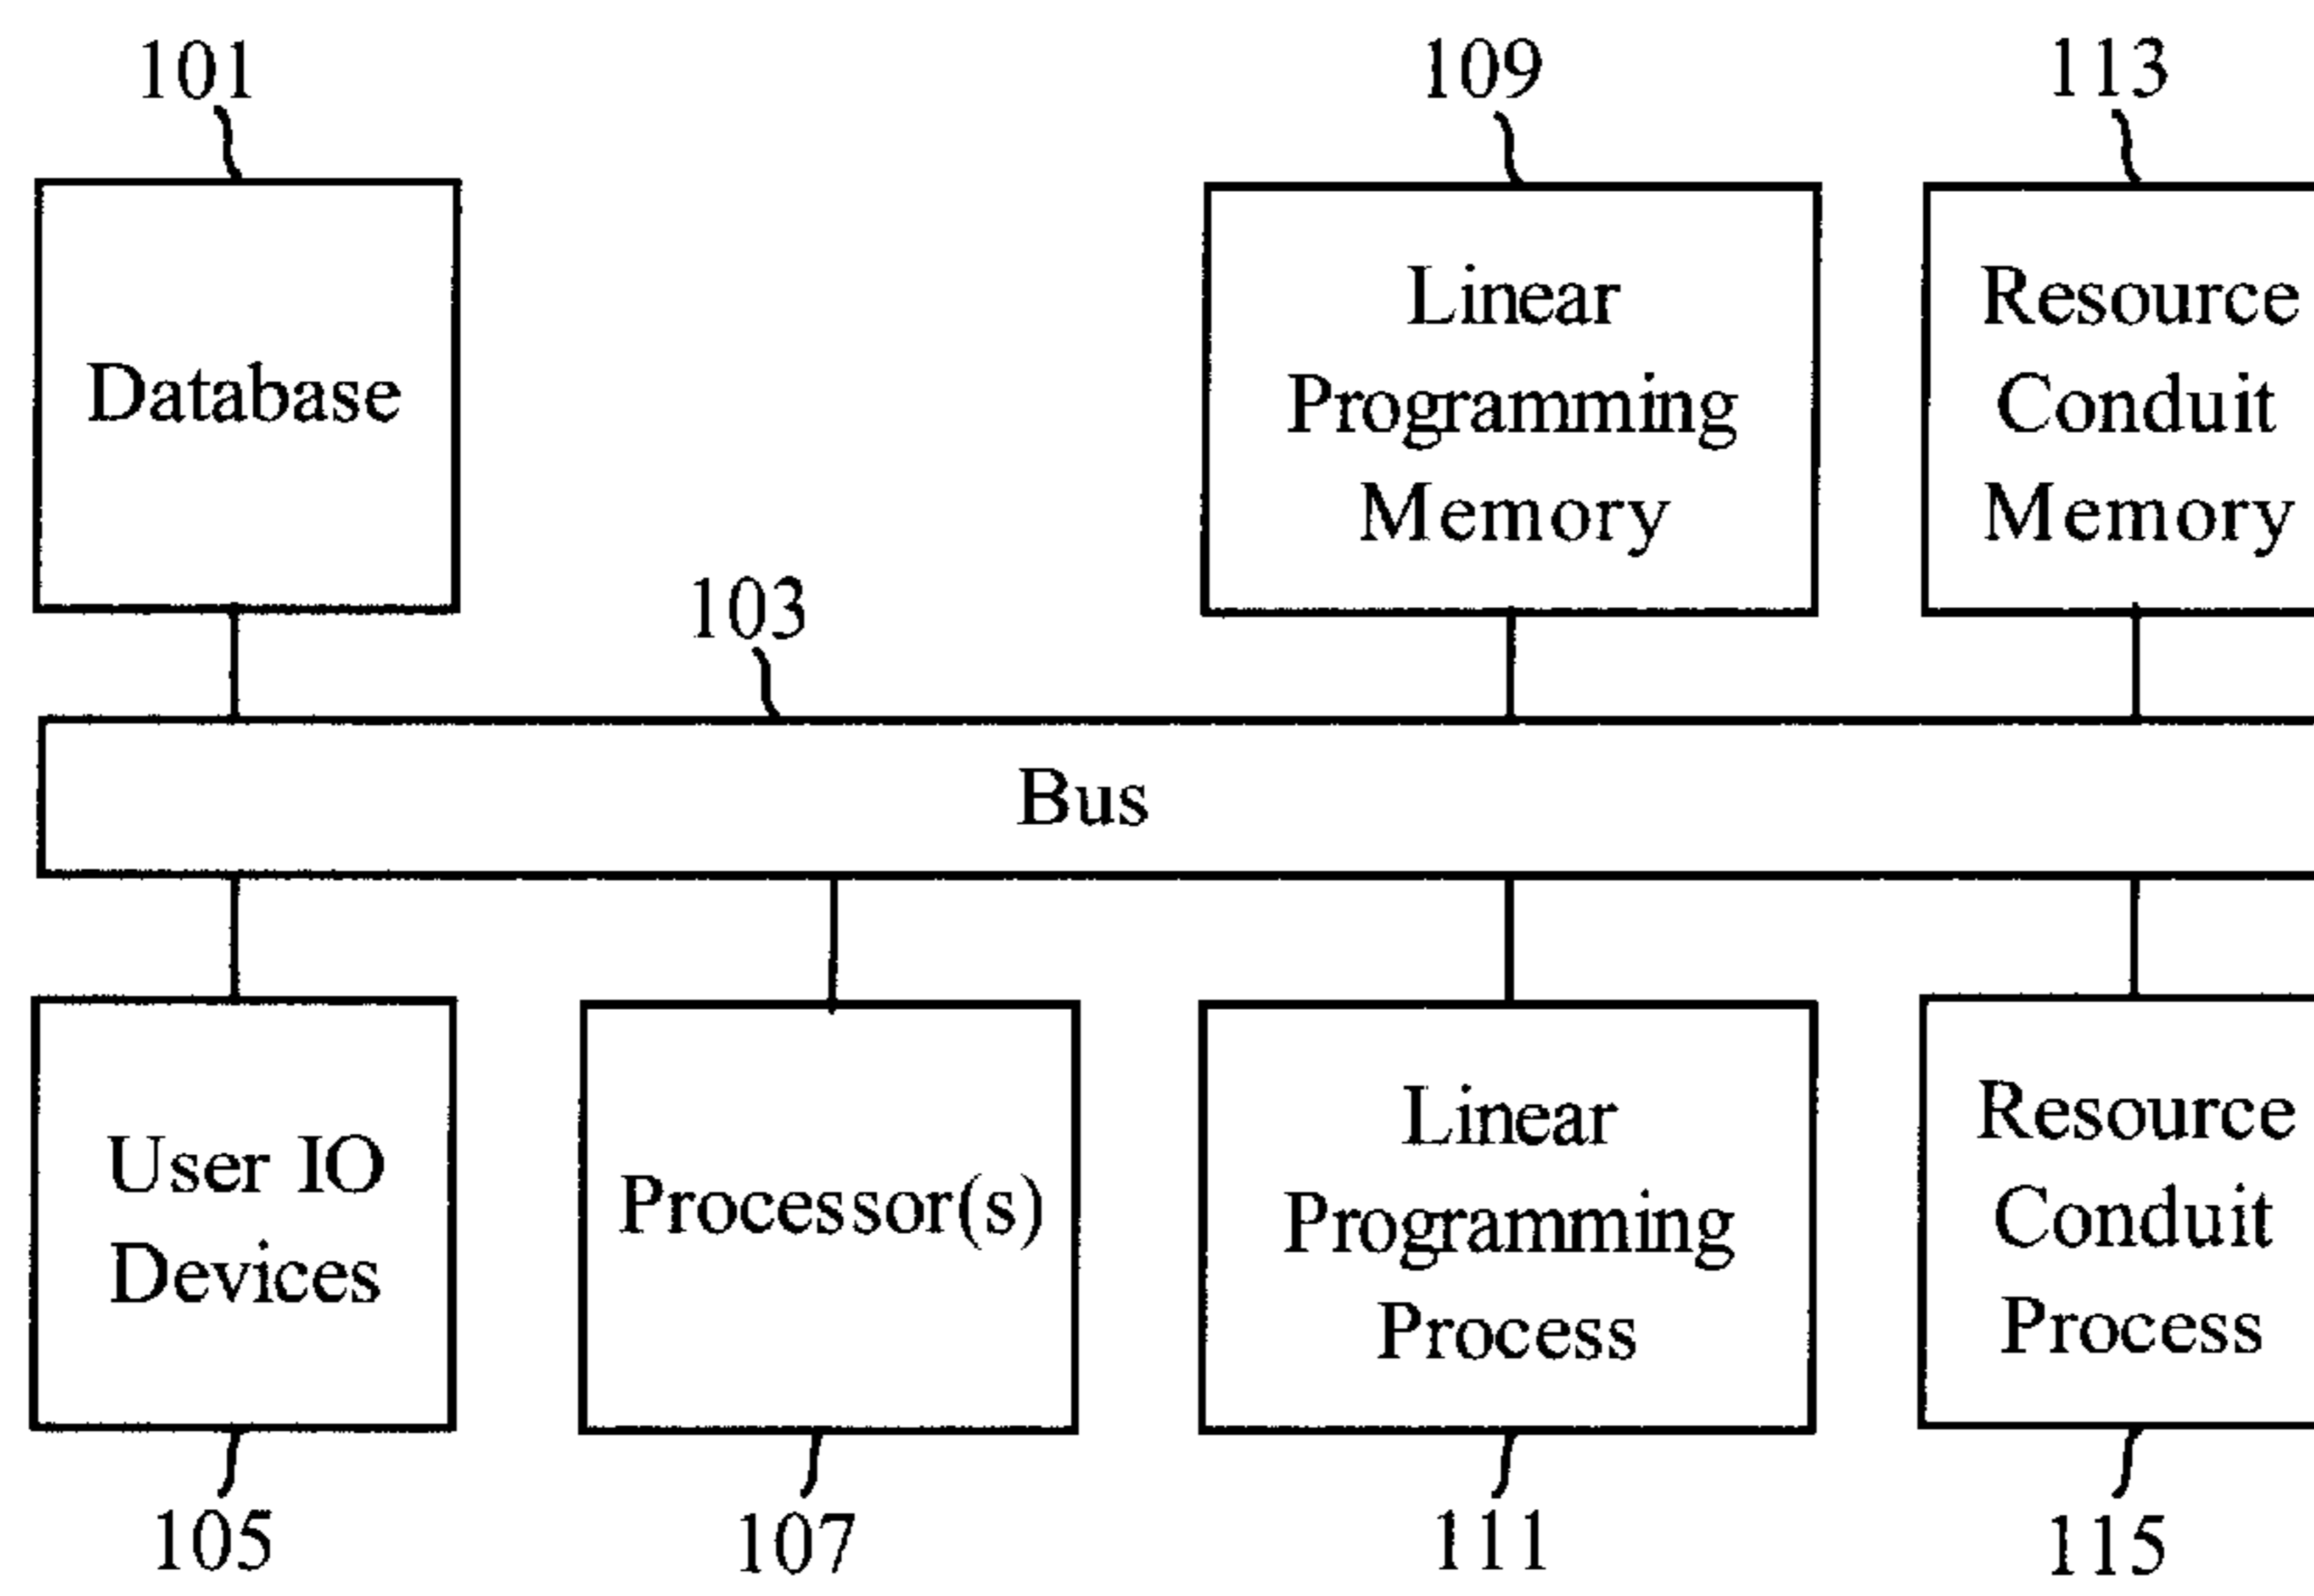 101
109
113
Database
Linear
Programming
Memory
Resource
Conduit
Memory
103
Bus
User IO
Devices
Processor(s)
Linear
Programming
Process
Resource
Conduit
Process
105
107
111
115